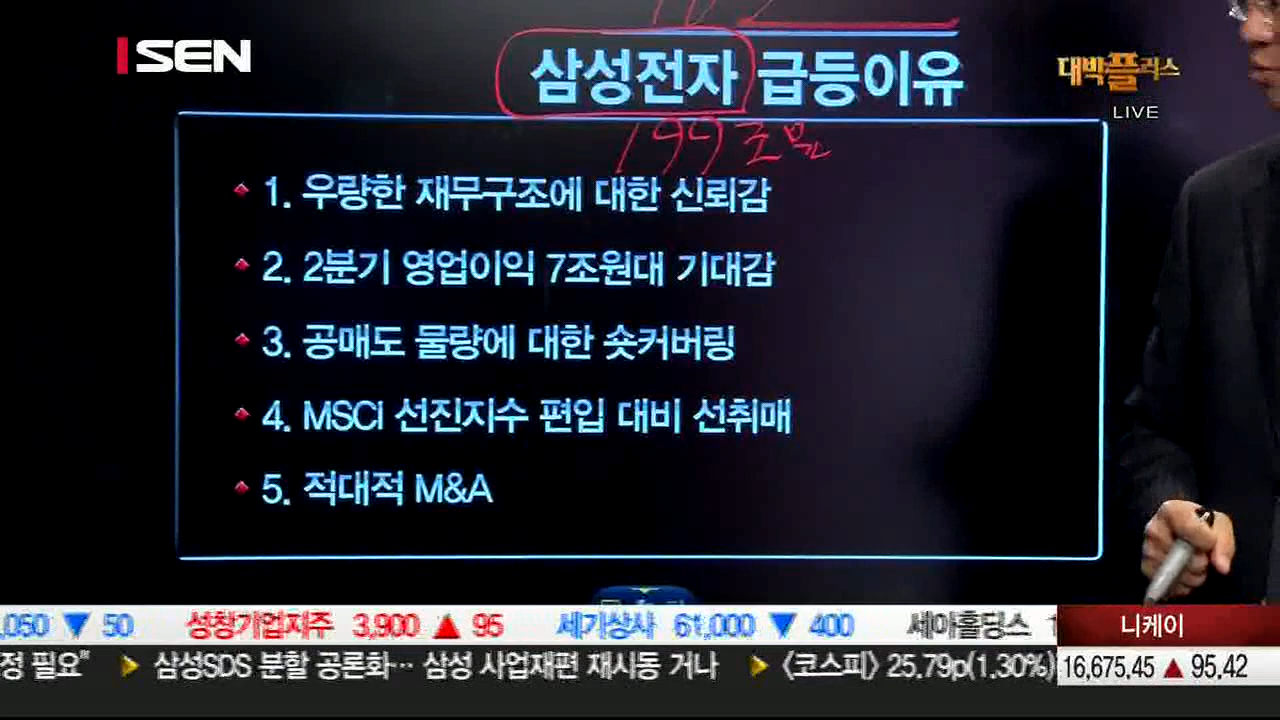 SEN
삼성전자 급등이유
대박플러스
LIVE
199조
1. 우량한 재무구조에 대한 신뢰감
2. 2분기 영업이익 7조원대 기대감
3. 공매도 물량에 대한 숏커버링
4. MSCI 선진지수 편입 대비 선취매
5. 적대적 M&A
,050 ▼ 50 성창기업지주 3,900 ▲ 95 세기상사 61,000 ▼ 400 세아홀딩스 1
니케이
정 필요" ▶ 삼성SDS 분할 공론화… 삼성 사업재편 재시동 거나 ▶ 〈코스피〉 25.79p(1.30%)
16,675.45 ▲ 95.42